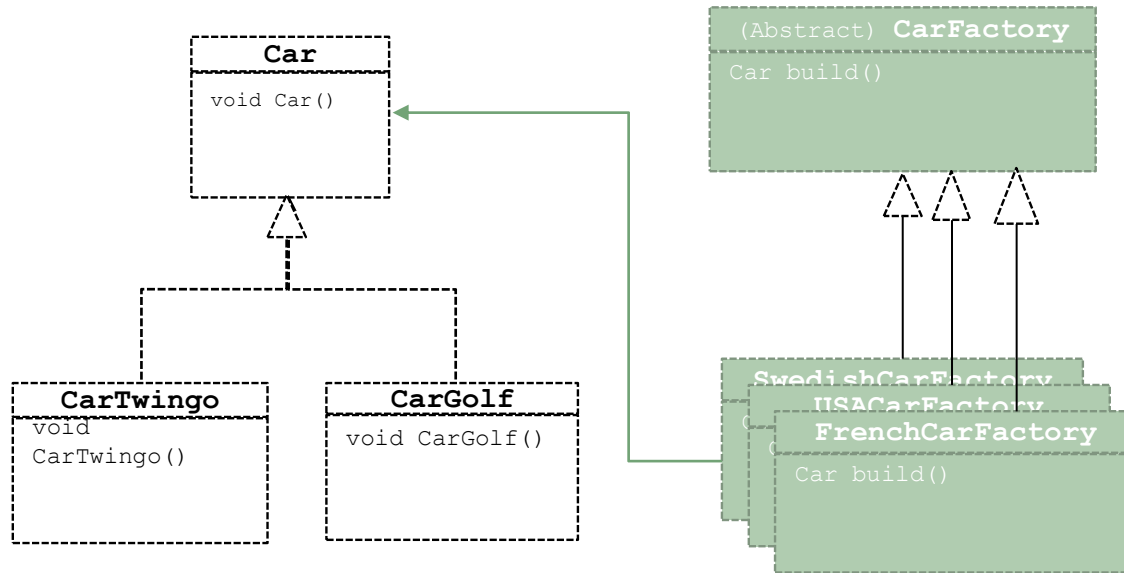 Car
void Car()
(Abstract) CarFactory
Car build()
CarTwingo
void
CarTwingo()
CarGolf
void CarGolf()
SwedishCarFactory
USACarFactory
FrenchCarFactory
Car build()